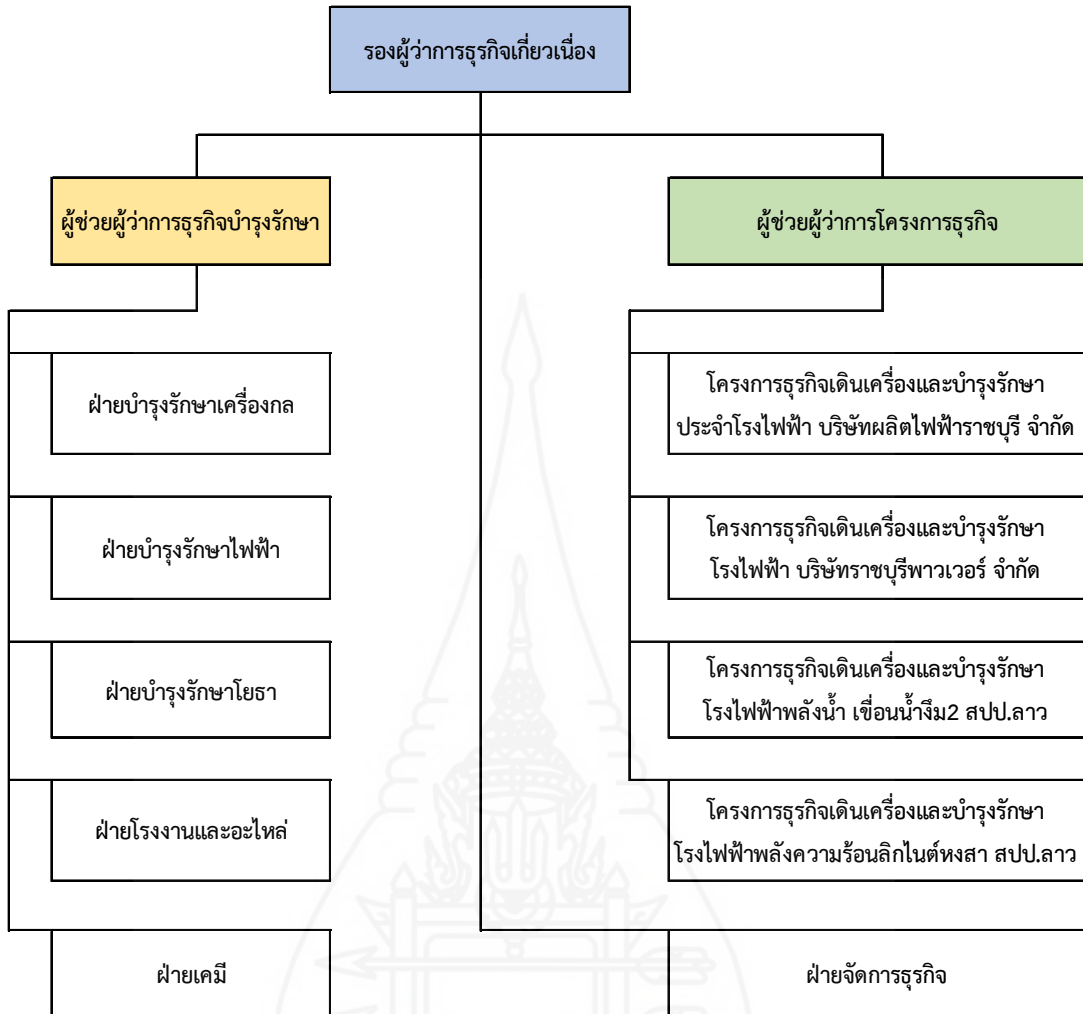 รองผู้ว่าการธุรกิจเกี่ยวเนื่อง
ผู้ช่วยผู้ว่าการธุรกิจบำรุงรักษา
ผู้ช่วยผู้ว่าการโครงการธุรกิจ
ฝ่ายบำรุงรักษาเครื่องกล
โครงการธุรกิจเดินเครื่องและบำรุงรักษา
ประจำโรงไฟฟ้า บริษัทผลิตไฟฟ้าราชบุรี จำกัด
ฝ่ายบำรุงรักษาไฟฟ้า
โครงการธุรกิจเดินเครื่องและบำรุงรักษา
โรงไฟฟ้า บริษัทราชบุรีพาวเวอร์ จำกัด
ฝ่ายบำรุงรักษาโยธา
โครงการธุรกิจเดินเครื่องและบำรุงรักษา
โรงไฟฟ้าพลังน้ำ เขื่อนน้ำงึม2 สปป.ลาว
ฝ่ายโรงงานและอะไหล่
โครงการธุรกิจเดินเครื่องและบำรุงรักษา
โรงไฟฟ้าพลังความร้อนลิกไนต์หงสา สปป.ลาว
ฝ่ายเคมี
ฝ่ายจัดการธุรกิจ